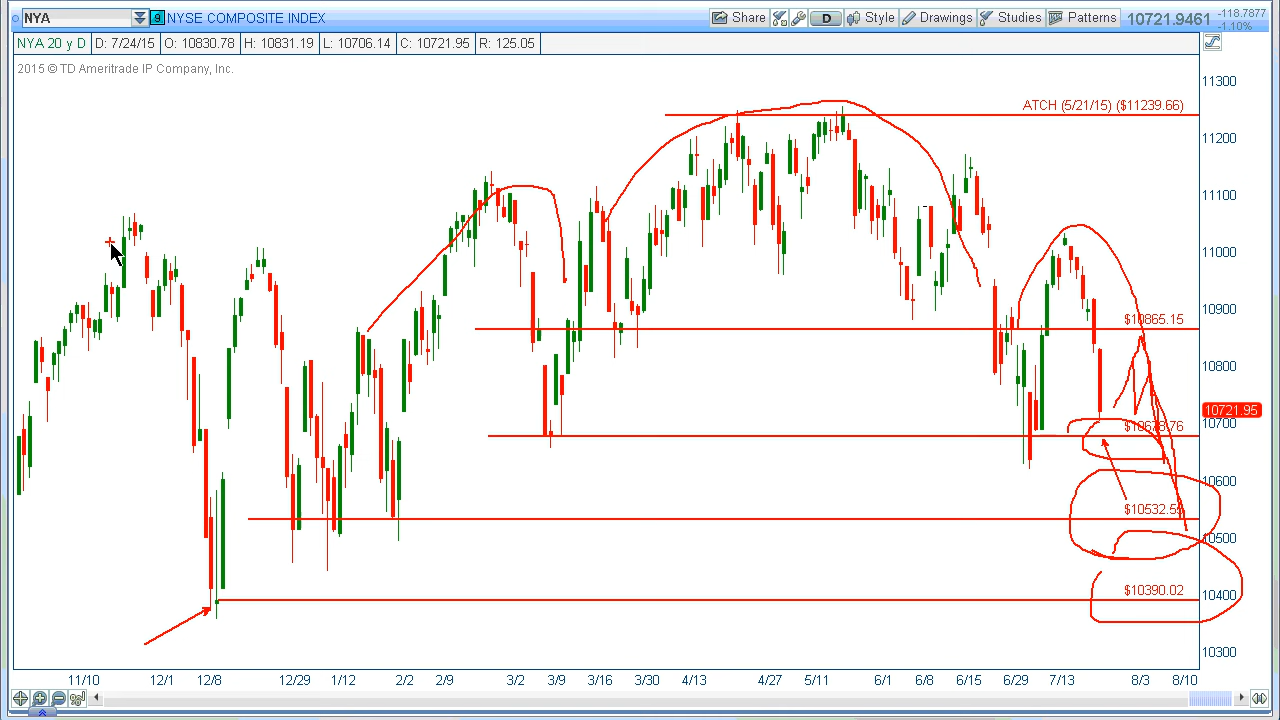 NYA 9 NYSE COMPOSITE INDEX Share D Style Drawings Studies Patterns 10721.9461 -118.7877 -1.10%
NYA 20 y D D: 7/24/15 O: 10830.78 H: 10831.19 L: 10706.14 C: 10721.95 R: 125.05
2015 © TD Ameritrade IP Company, Inc.
11300
ATCH (5/21/15) ($11239.66)
11200
11100
11000
10900
$10865.15
10800
10721.95
10700
10600
10500
$10390.02
10400
10300
11/10 12/1 12/8 12/29 1/12 2/2 2/9 3/2 3/9 3/16 3/30 4/13 4/27 5/11 6/1 6/8 6/15 6/29 7/13 8/3 8/10